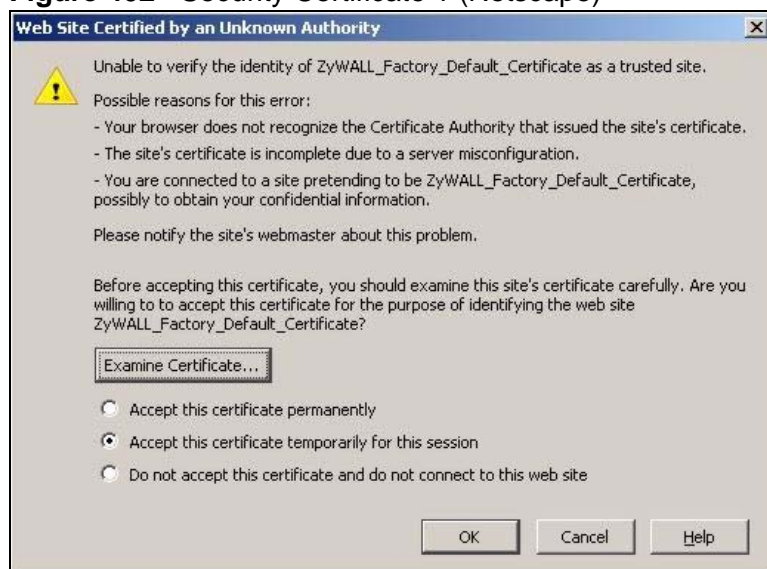 Figure 132 Security Certificate 1 (Netscape)
Web Site Certified by an Unknown Authority
Unable to verify the identity of ZyWALL_Factory_Default_Certificate as a trusted site.
Possible reasons for this error:
- Your browser does not recognize the Certificate Authority that issued the site's certificate.
- The site's certificate is incomplete due to a server misconfiguration.
- You are connected to a site pretending to be ZyWALL_Factory_Default_Certificate,
possibly to obtain your confidential information.
Please notify the site's webmaster about this problem.
Before accepting this certificate, you should examine this site's certificate carefully. Are you
willing to to accept this certificate for the purpose of identifying the web site
ZyWALL_Factory_Default_Certificate?
Examine Certificate...
Accept this certificate permanently
Accept this certificate temporarily for this session
Do not accept this certificate and do not connect to this web site
OK
Cancel
Help